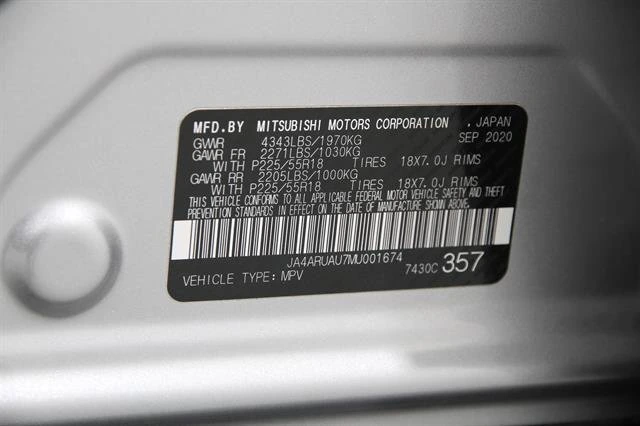 MFD.BY MITSUBISHI MOTORS CORPORATION . JAPAN
GVWR 4343LBS/1970KG SEP 2020
GAWR FR 2271LBS/1030KG
WITH P225/55R18 TIRES 18X7.0J RIMS
GAWR RR 2205LBS/1000KG
WITH P225/55R18 TIRES 18X7.0J RIMS
THIS VEHICLE CONFORMS TO ALL APPLICABLE FEDERAL MOTOR VEHICLE SAFETY AND THEFT
PREVENTION STANDARDS IN EFFECT ON THE DATE OF MANUFACTURE SHOWN ABOVE.
JA4ARUAU7MU001674
VEHICLE TYPE: MPV 7430C 357